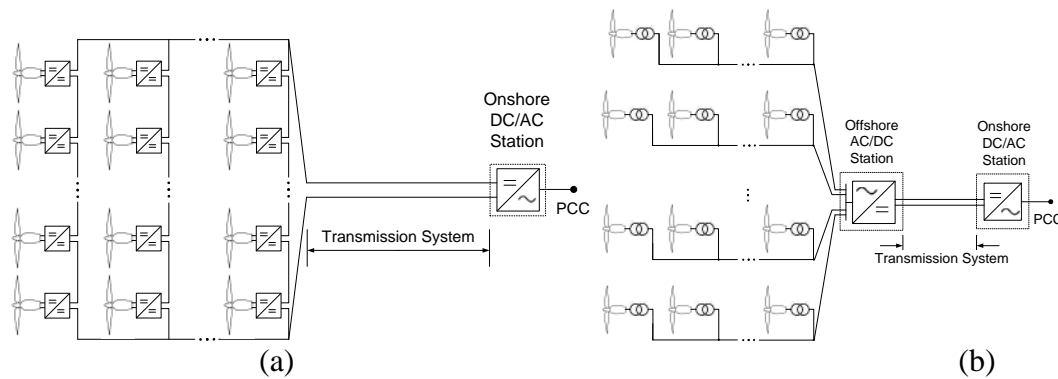 Onshore
DC/AC
Station
PCC
Transmission System
(a)
Offshore
AC/DC
Station
Onshore
DC/AC
Station
PCC
Transmission System
(b)